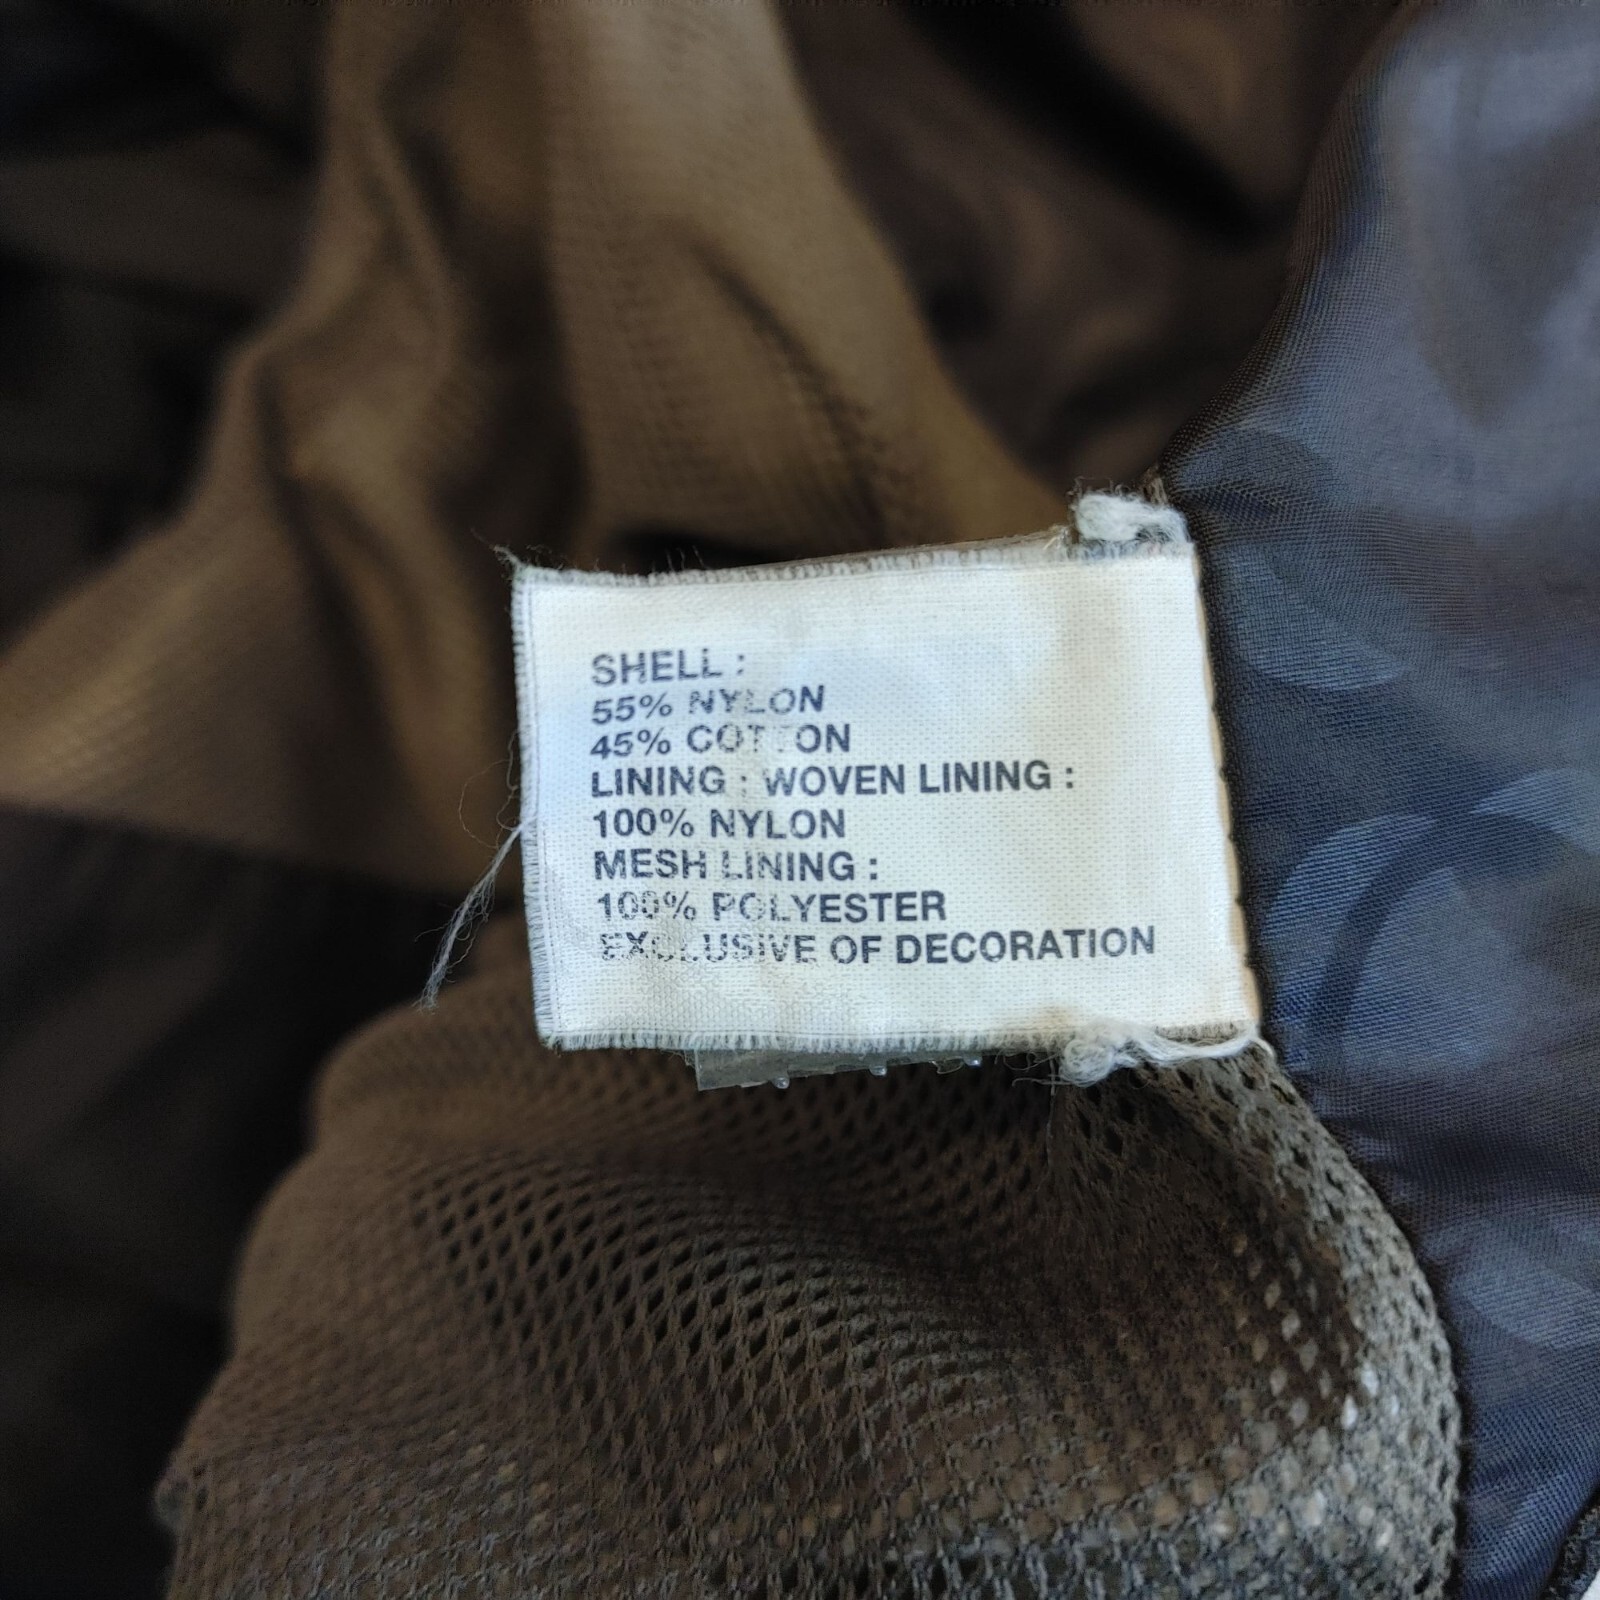 SHELL :
55% NYLON
45% COTTON
LINING : WOVEN LINING :
100% NYLON
MESH LINING :
100% POLYESTER
EXCLUSIVE OF DECORATION